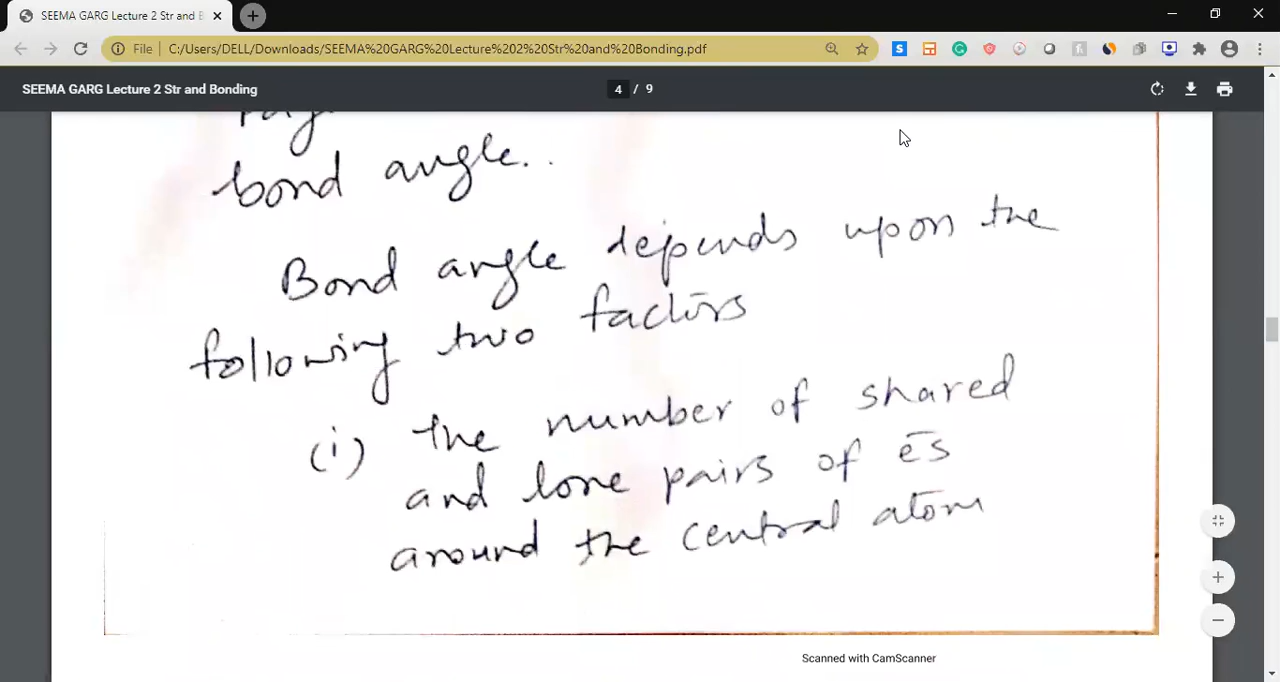 SEEMA GARG Lecture 2 Str and B
File
C:/Users/DELL/Downloads/SEEMA%20GARG%20Lecture%202%20Str%20and%20Bonding.pdf
SEEMA GARG Lecture 2 Str and Bonding
4 / 9
bond angle..
Bond angle depends upon the
following two factors
(i) the number of shared
and lone pairs of ēs
around the central atom
Scanned with CamScanner